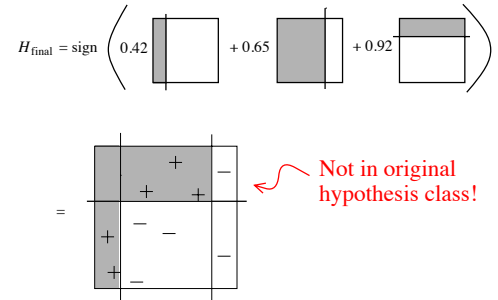 H_final = sign ( 0.42 + 0.65 + 0.92 )
=
Not in original
hypothesis class!
+ −
+ +
− −
+
+ −
−